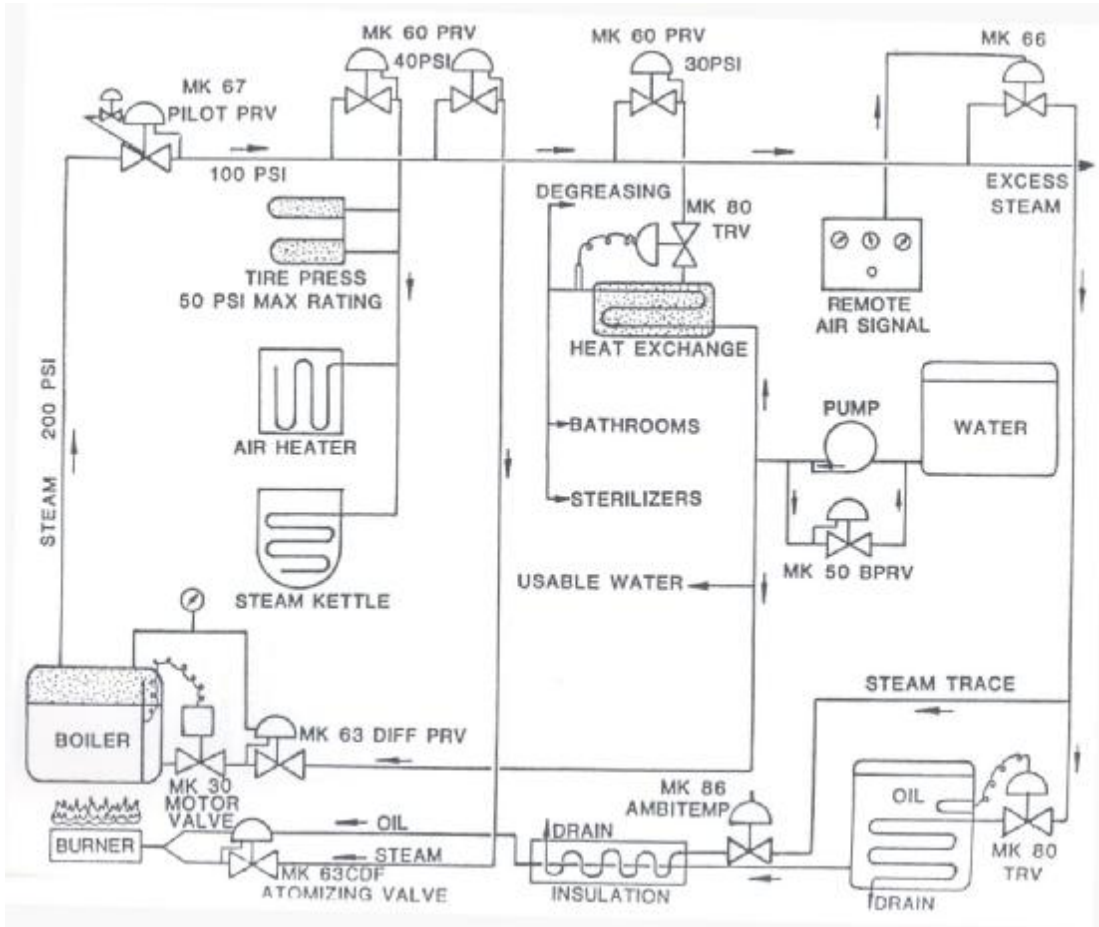 MK 60 PRV
40PSI
MK 60 PRV
30PSI
MK 66
MK 67
PILOT PRV
100 PSI
EXCESS
STEAM
DEGREASING
MK 80
TRV
TIRE PRESS
50 PSI MAX RATING
REMOTE
AIR SIGNAL
HEAT EXCHANGE
AIR HEATER
BATHROOMS
PUMP
WATER
STERILIZERS
STEAM 200 PSI
MK 50 BPRV
USABLE WATER
STEAM KETTLE
STEAM TRACE
BOILER
MK 63 DIFF PRV
MK 30
MOTOR
VALVE
MK 86
AMBITEMP
OIL
MK 80
TRV
BURNER
OIL
STEAM
DRAIN
INSULATION
MK 63CDF
ATOMIZING VALVE
DRAIN